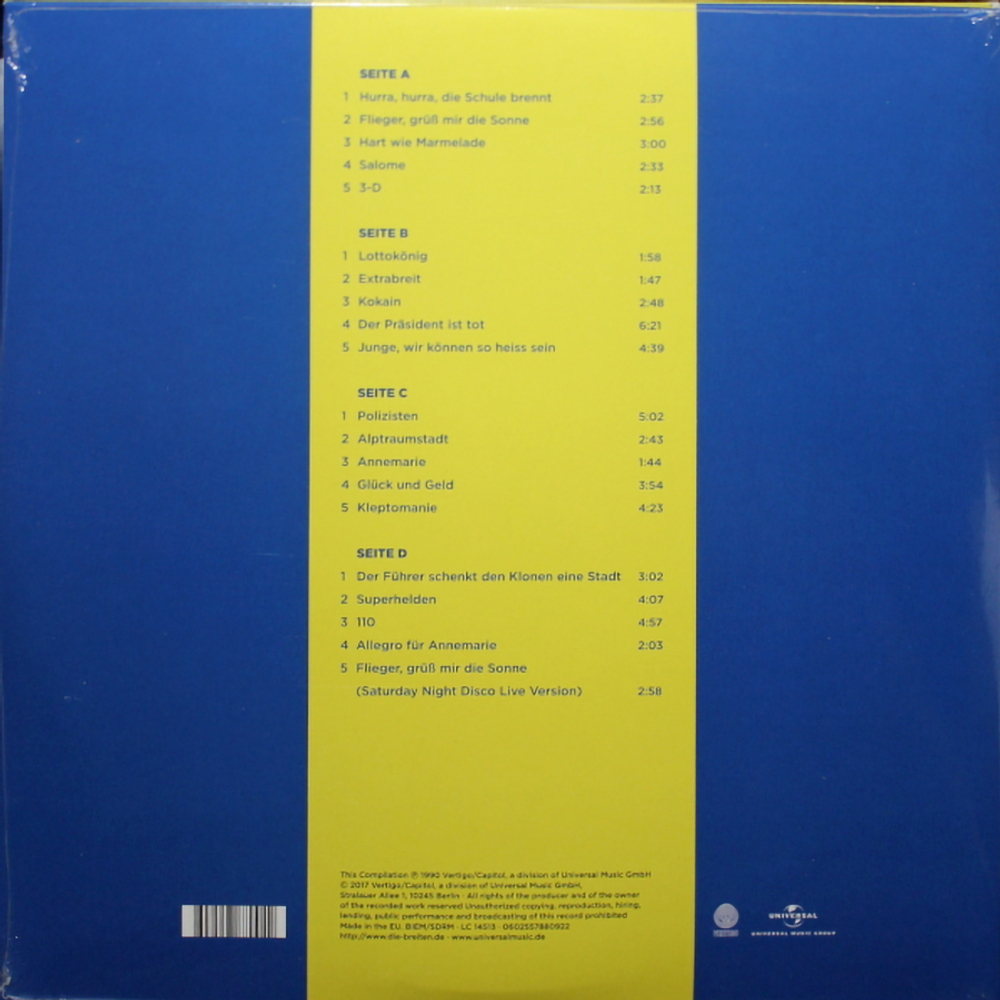 SEITE A
1 Hurra, hurra, die Schule brennt 2:37
2 Flieger, grüß mir die Sonne 2:56
3 Hart wie Marmelade 3:00
4 Salome 2:33
5 3-D 2:13
SEITE B
1 Lottokönig 1:58
2 Extrabreit 1:47
3 Kokain 2:48
4 Der Präsident ist tot 6:21
5 Junge, wir können so heiss sein 4:39
SEITE C
1 Polizisten 5:02
2 Alptraumstadt 2:43
3 Annemarie 1:44
4 Glück und Geld 3:54
5 Kleptomanie 4:23
SEITE D
1 Der Führer schenkt den Klonen eine Stadt 3:02
2 Superhelden 4:07
3 110 4:57
4 Allegro für Annemarie 2:03
5 Flieger, grüß mir die Sonne
(Saturday Night Disco Live Version) 2:58
This Compilation ℗ 1990 Vertigo/Capitol, a division of Universal Music GmbH
© 2017 Vertigo/Capitol, a division of Universal Music GmbH,
Stralauer Allee 1, 10245 Berlin · All rights of the producer and of the owner
of the recorded work reserved Unauthorized copying, reproduction, hiring,
lending, public performance and broadcasting of this record prohibited
Made in the EU. BIEM/SDRM · LC 14513 · 0602557880922
http://www.die-breiten.de · www.universalmusic.de
UNIVERSAL
UNIVERSAL MUSIC GROUP